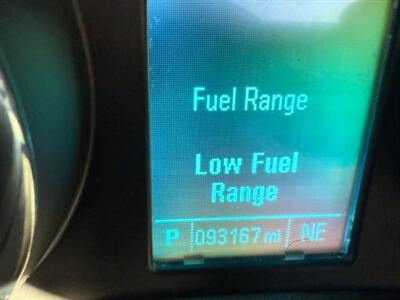 Fuel Range
Low Fuel
Range
P 093167 mi NE